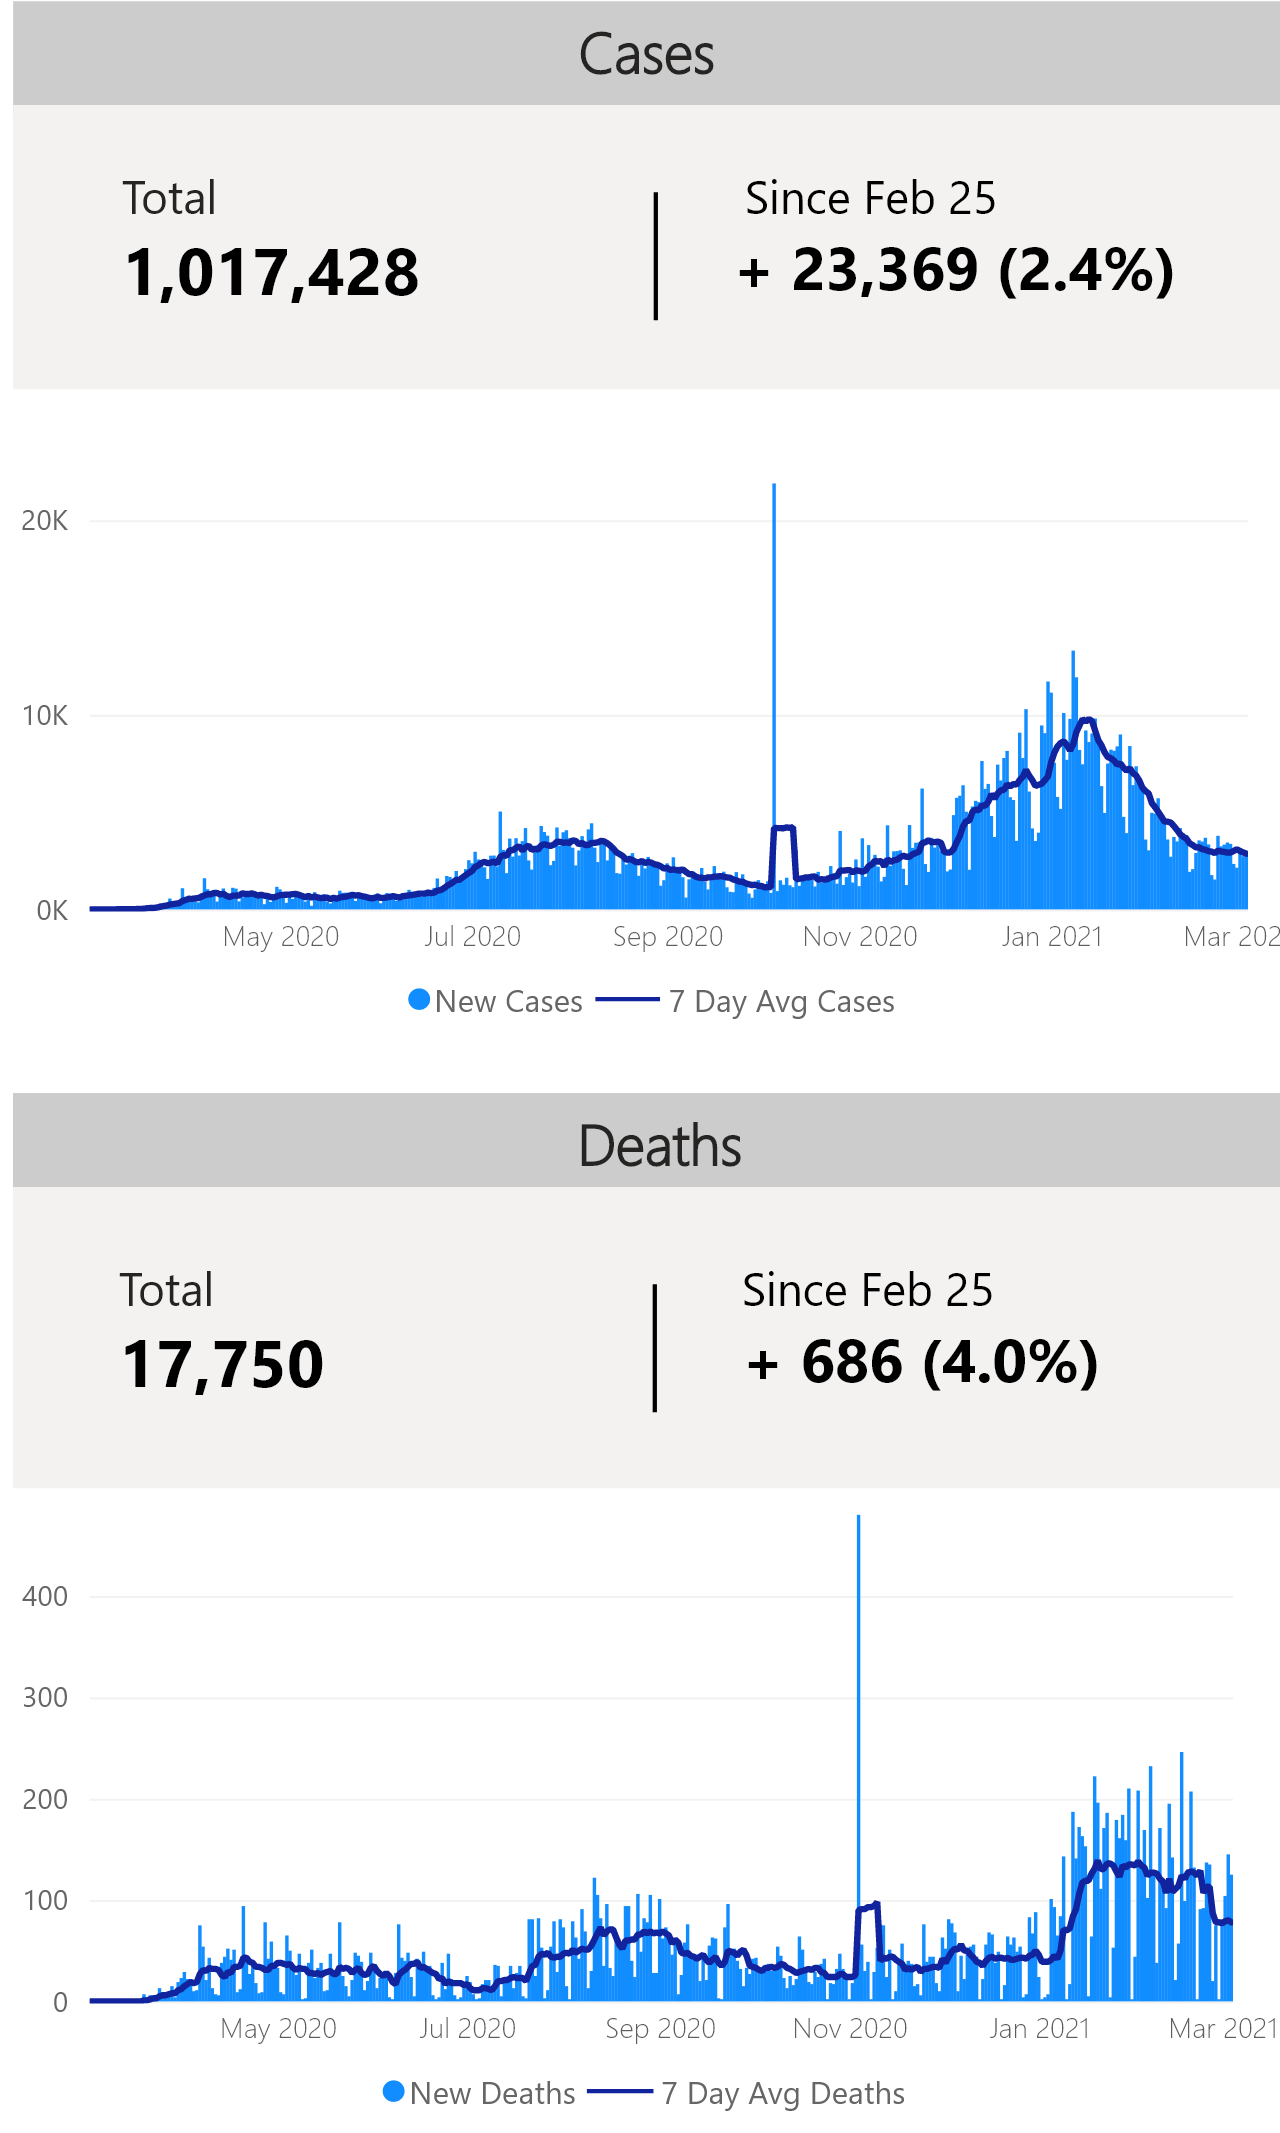 Cases
Total
Since Feb 25
1,017,428
+ 23,369 (2.4%)
20K
10K
0K
May 2020 Jul 2020 Sep 2020 Nov 2020 Jan 2021 Mar 202
New Cases 7 Day Avg Cases
Deaths
Total
Since Feb 25
17,750
+ 686 (4.0%)
400
300
200
100
0
May 2020 Jul 2020 Sep 2020 Nov 2020 Jan 2021 Mar 2021
New Deaths 7 Day Avg Deaths